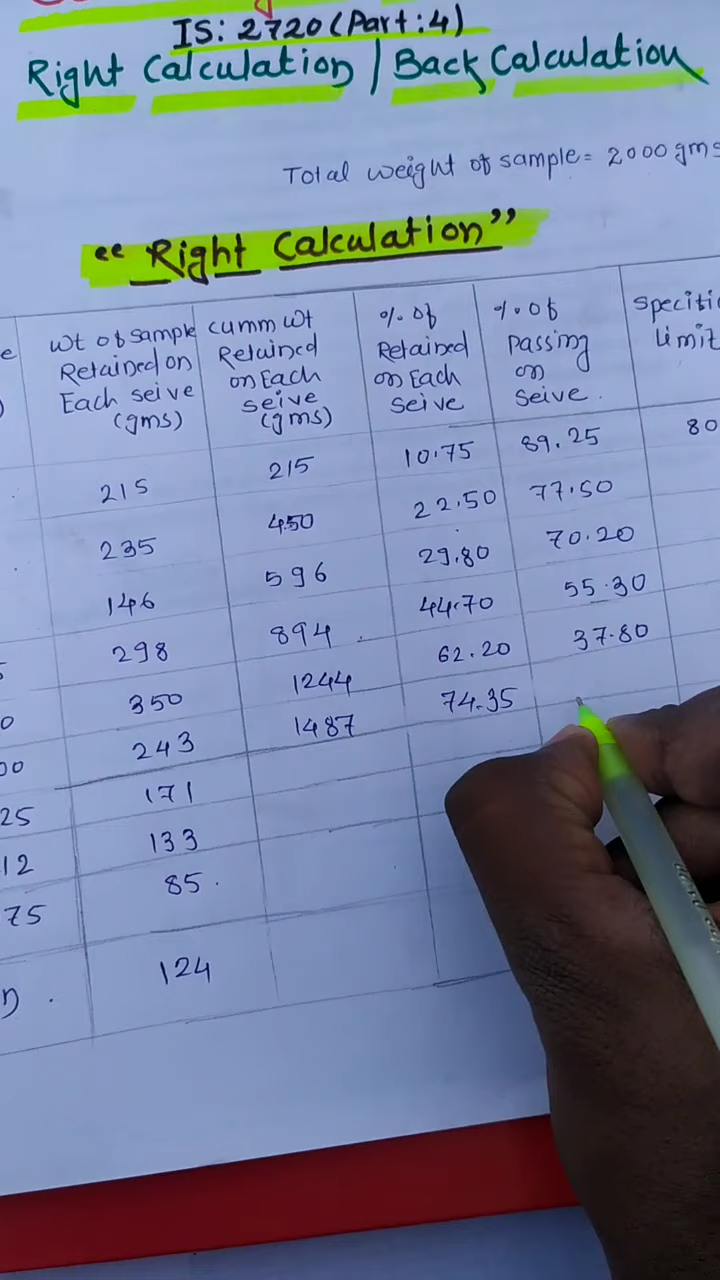 IS: 2720 (Part:4)
Right Calculation / Back Calculation
Total weight of sample = 2000 gms
“ Right Calculation”
Wt of sample Retained on Each seive (gms)
cumm wt Retained on Each seive (gms)
% of Retained on Each seive
% of Passing on Seive.
215 215 10.75 89.25 80
235 450 22.50 77.50
146 596 29.80 70.20
298 894 44.70 55.30
350 1244 62.20 37.80
243 1487 74.35
25 171
12 133
75 85.
124